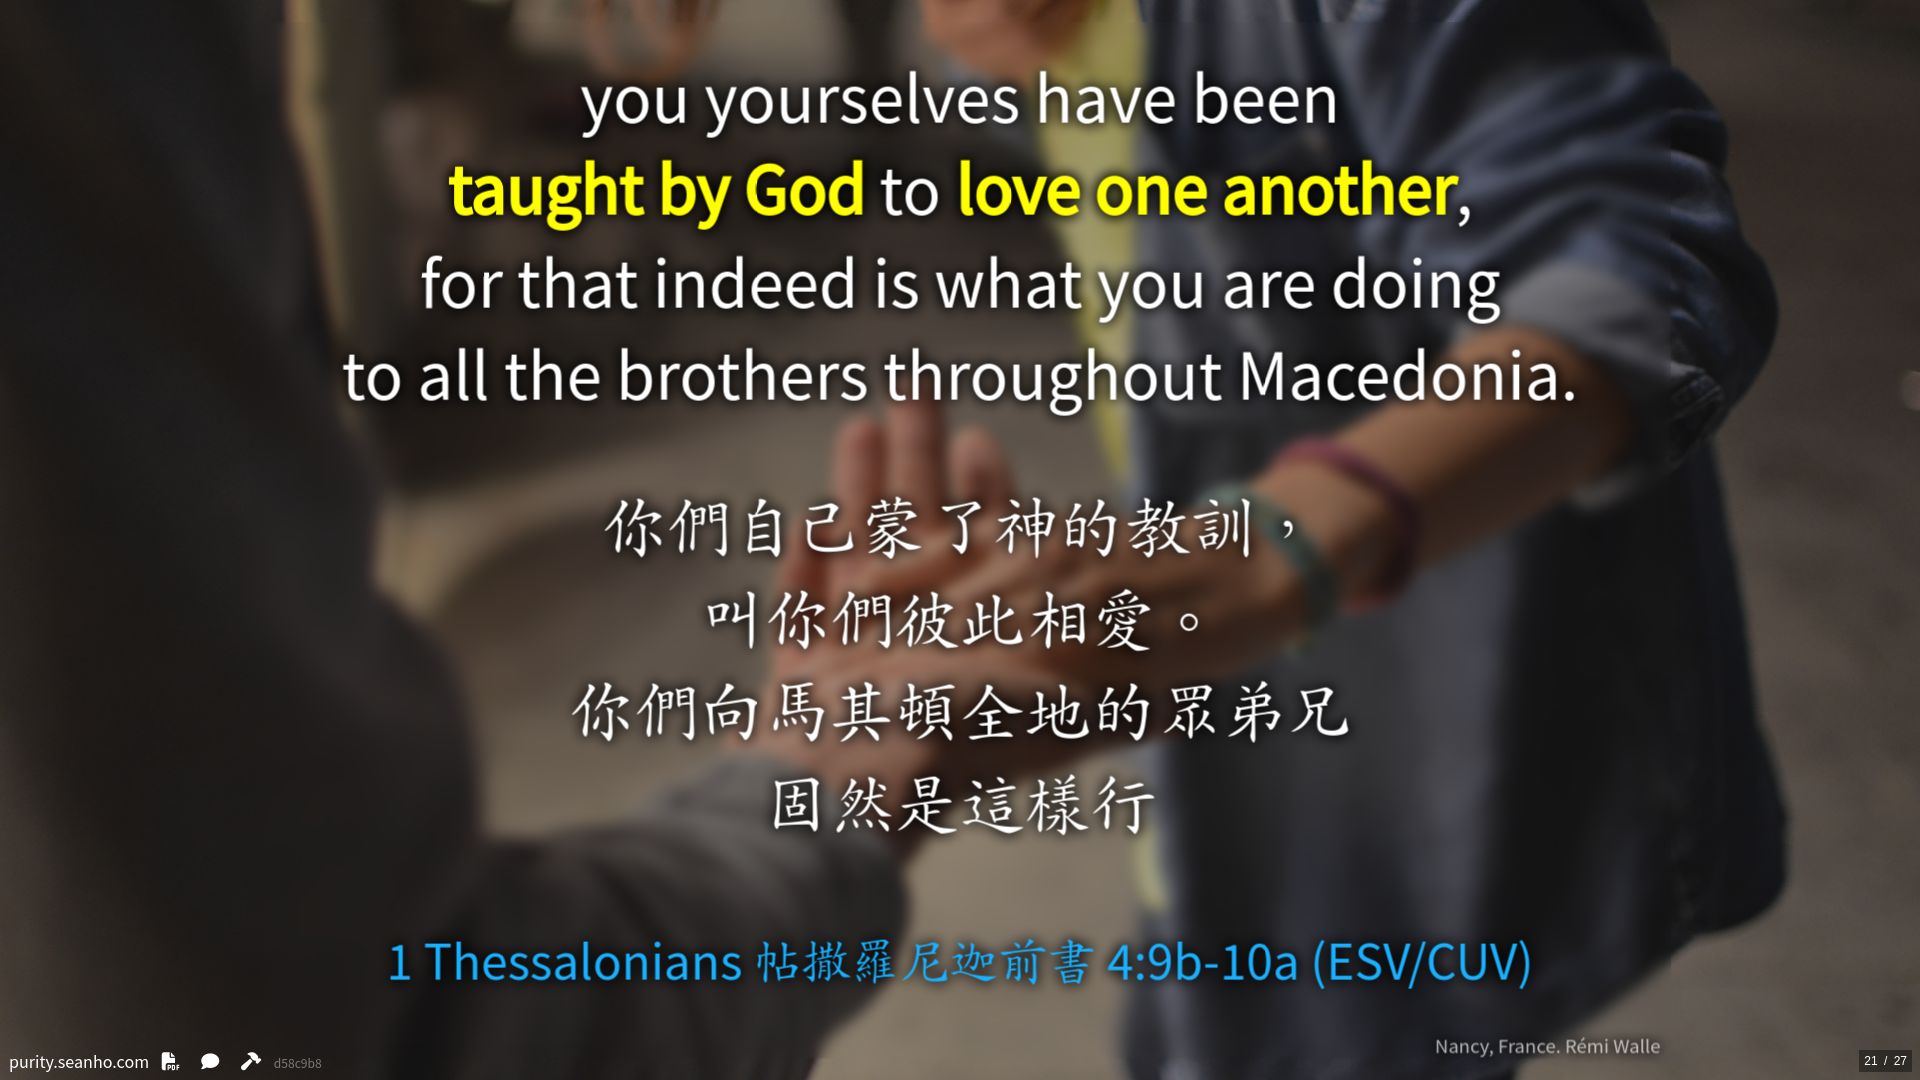 you yourselves have been
taught by God to love one another,
for that indeed is what you are doing
to all the brothers throughout Macedonia.
你們自己蒙了神的教訓，
叫你們彼此相愛。
你們向馬其頓全地的眾弟兄
固然是這樣行
1 Thessalonians 帖撒羅尼迦前書 4:9b-10a (ESV/CUV)
Nancy, France. Rémi Walle
purity.seanho.com PDF d58c9b8
21 / 27